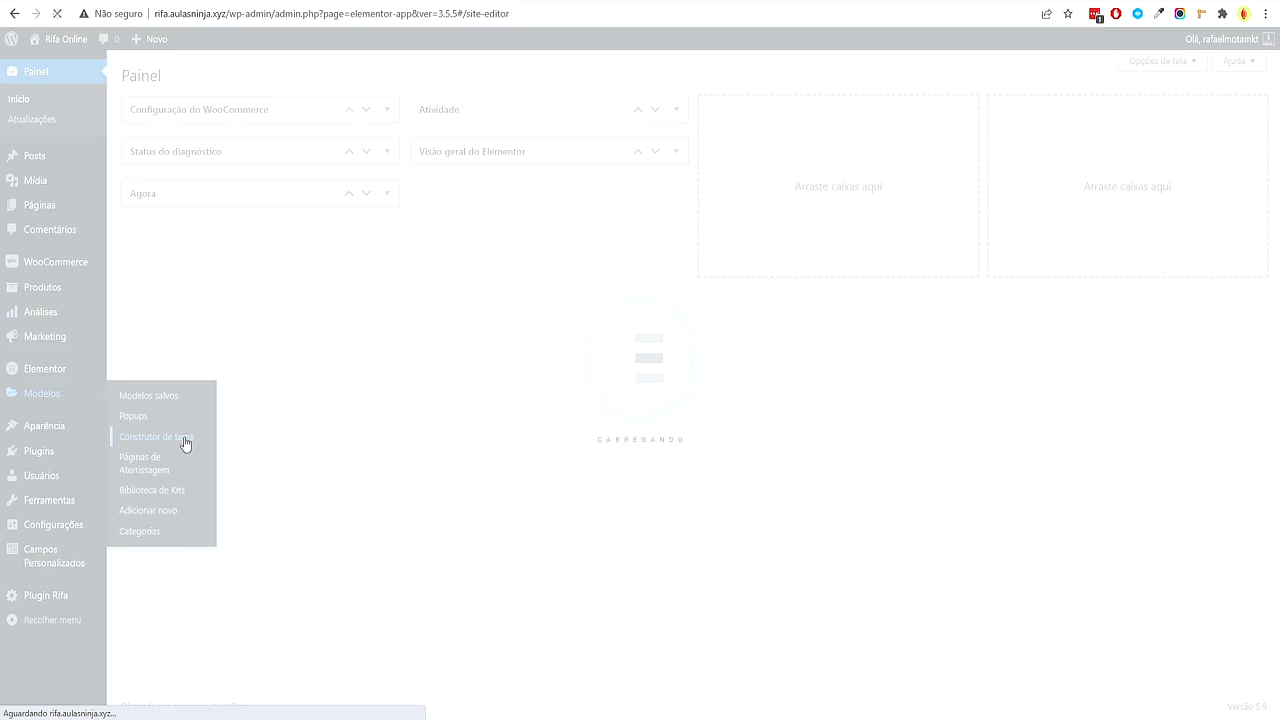 Não seguro
rifa.aulasninja.xyz/wp-admin/admin.php?page=elementor-app&ver=3.5.5#/site-editor
1
Rifa Online
0
Novo
Olá, rafaelmotamkt
Painel
Início
Atualizações
Posts
Mídia
Páginas
Comentários
WooCommerce
Produtos
Análises
Marketing
Elementor
Modelos
Aparência
Plugins
Usuários
Ferramentas
Configurações
Campos
Personalizados
Plugin Rifa
Recolher menu
Modelos salvos
Popups
Construtor de tema
Páginas de
Aterrissagem
Biblioteca de Kits
Adicionar novo
Categorias
Opções de tela
Ajuda
Painel
Configuração do WooCommerce
Atividade
Status do diagnóstico
Visão geral do Elementor
Agora
Arraste caixas aqui
Arraste caixas aqui
CARREGANDO
Versão 5.9
Aguardando rifa.aulasninja.xyz...